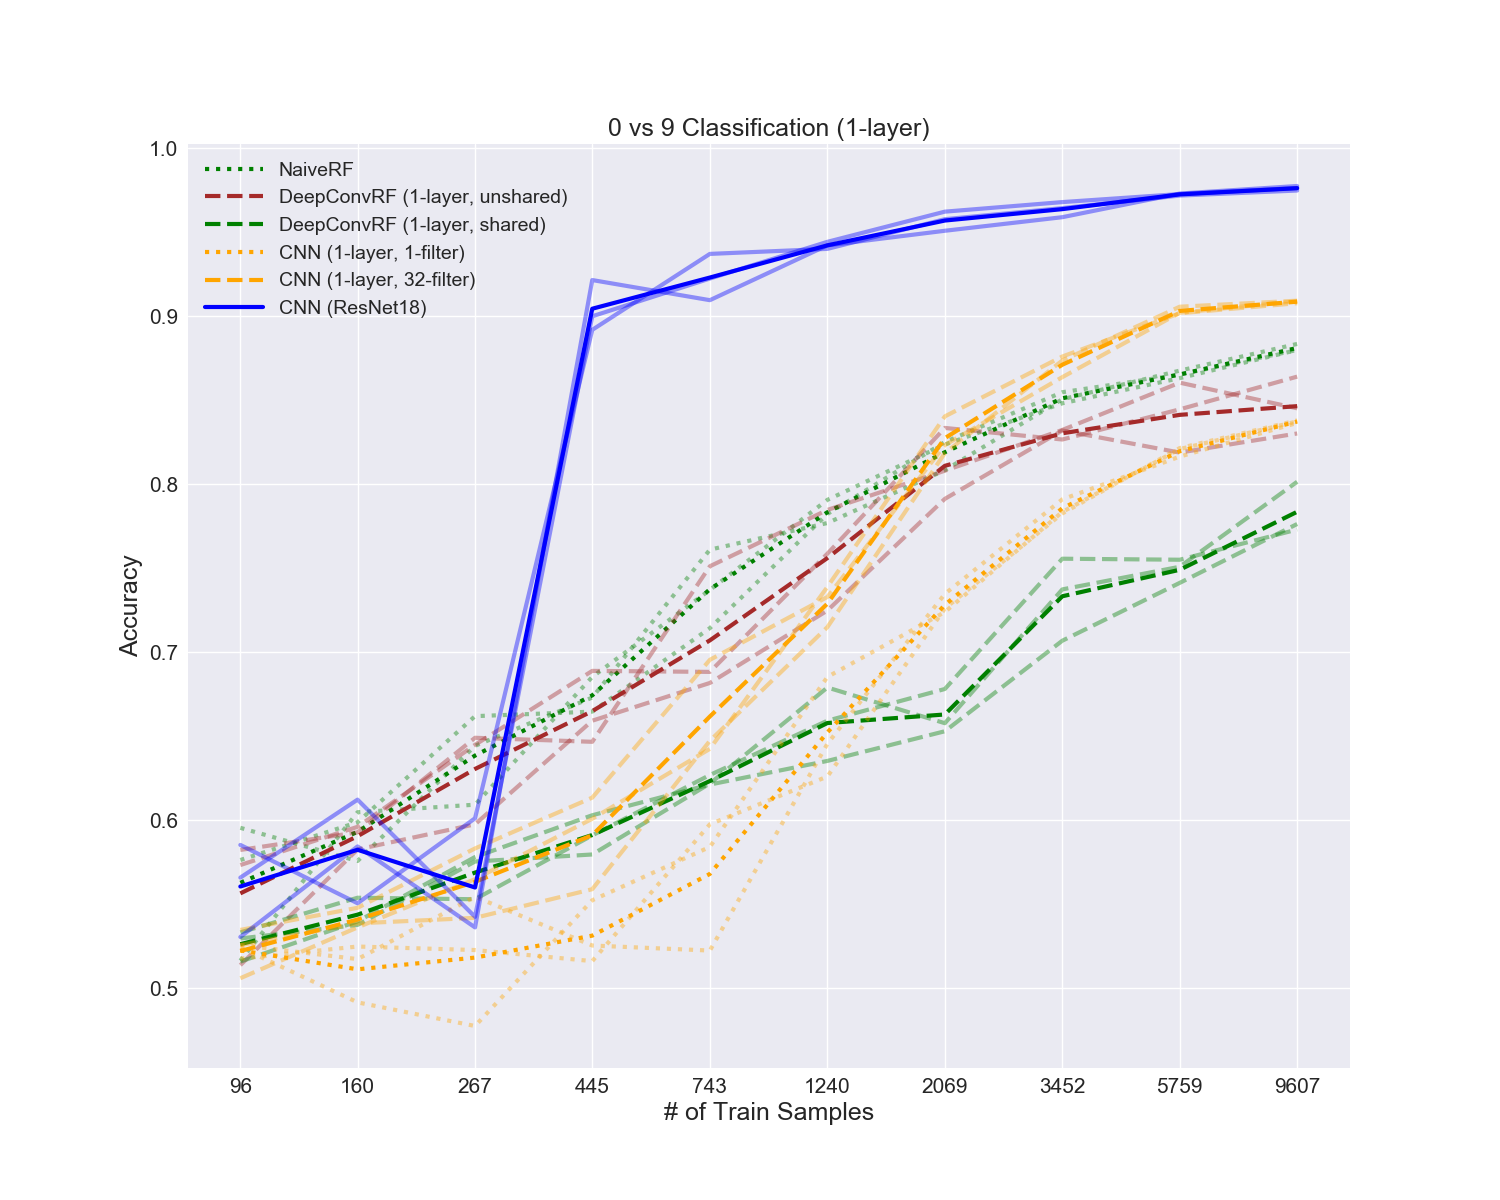 0 vs 9 Classification (1-layer)
1.0
0.9
0.8
0.7
0.6
0.5
Accuracy
NaiveRF
DeepConvRF (1-layer, unshared)
DeepConvRF (1-layer, shared)
CNN (1-layer, 1-filter)
CNN (1-layer, 32-filter)
CNN (ResNet18)
96 160 267 445 743 1240 2069 3452 5759 9607
# of Train Samples